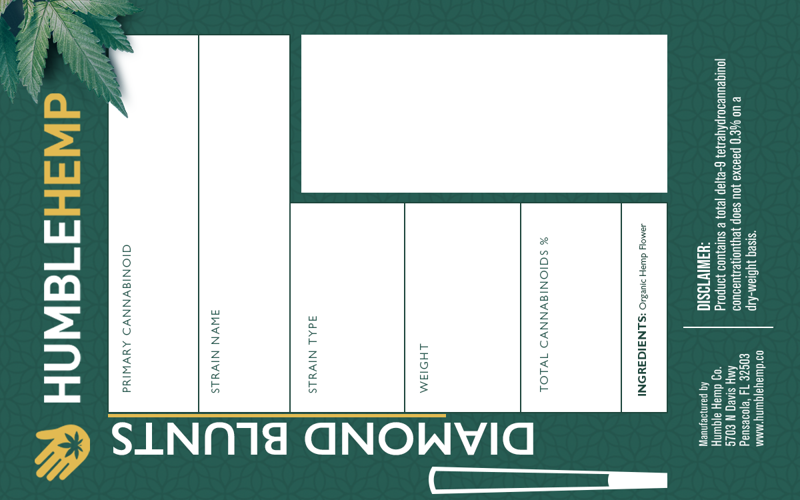 HUMBLEHEMP
PRIMARY CANNABINOID
STRAIN NAME
STRAIN TYPE
WEIGHT
TOTAL CANNABINOIDS %
INGREDIENTS: Organic Hemp Flower
DIAMOND BLUNTS
DISCLAIMER:
Product contains a total delta-9 tetrahydrocannabinol
concentrationthat does not exceed 0.3% on a
dry-weight basis.
Manufactured by
Humble Hemp Co.
5703 N Davis Hwy
Pensacola, FL 32503
www.humblehemp.co